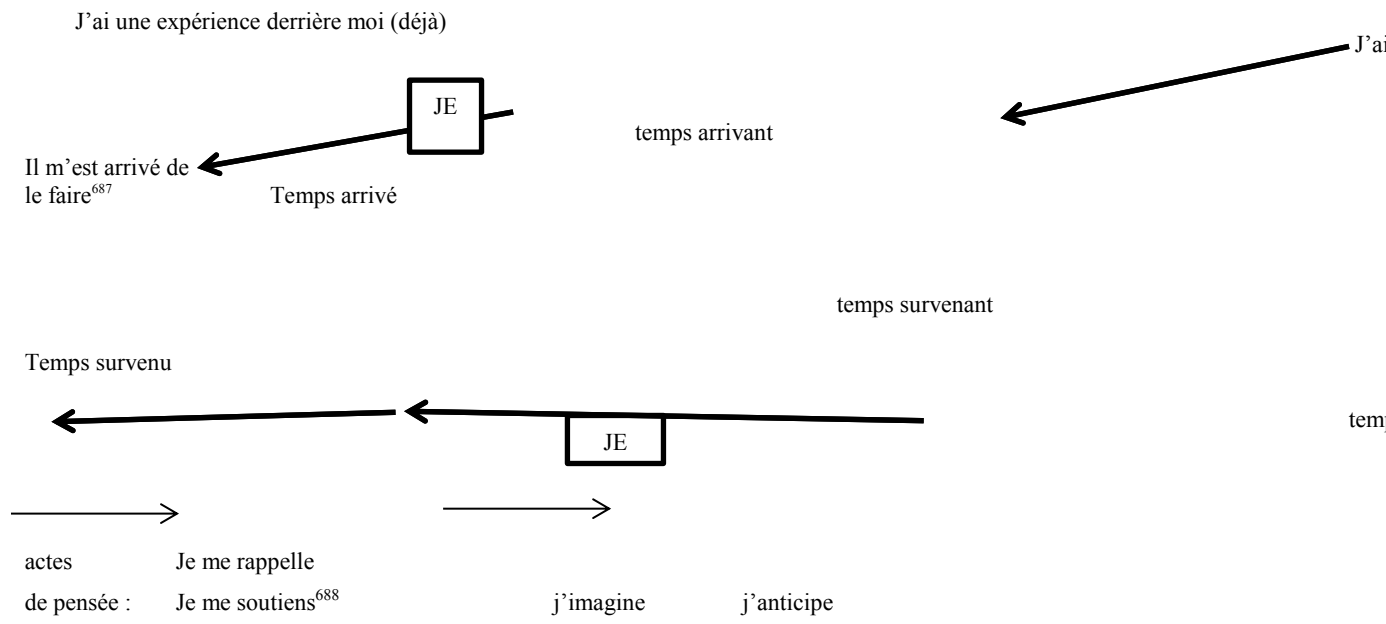 J’ai une expérience derrière moi (déjà)
J’ai
JE
temps arrivant
Il m’est arrivé de
le faire687
Temps arrivé
temps survenant
Temps survenu
JE
actes
Je me rappelle
de pensée :
Je me soutiens688
j’imagine
j’anticipe